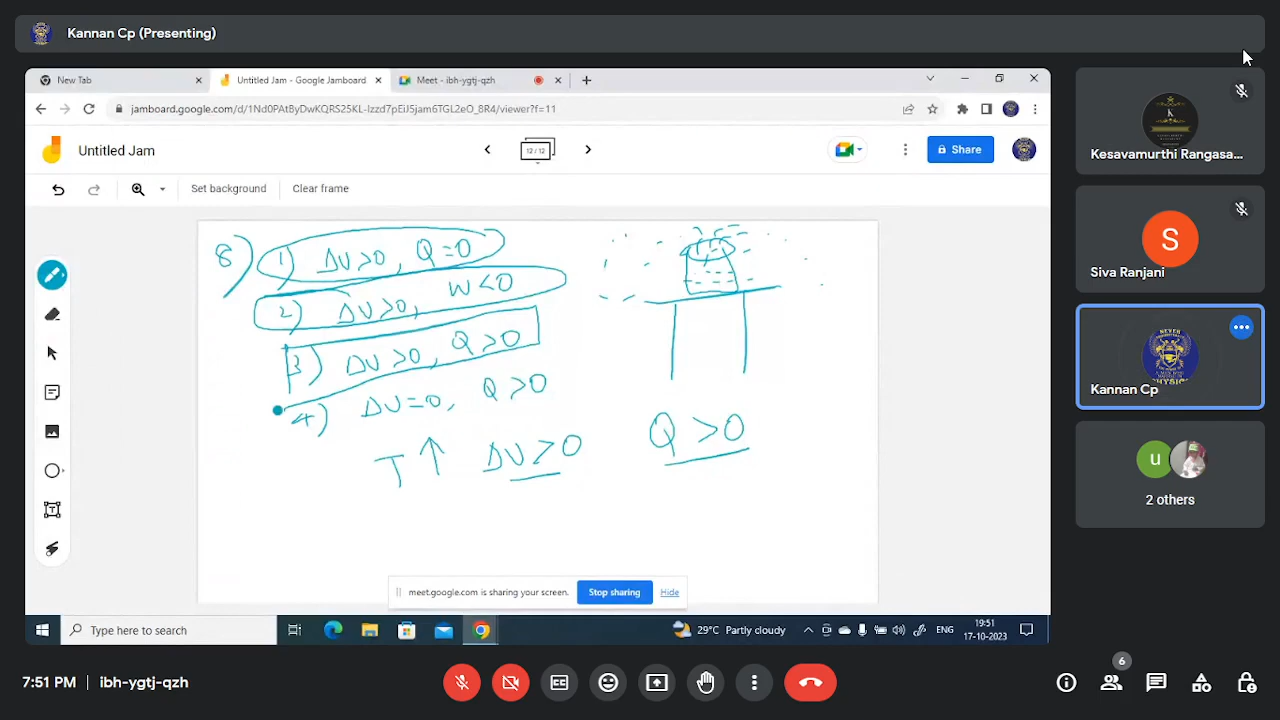 Kannan Cp (Presenting)
New Tab
Untitled Jam - Google Jamboard
Meet - ibh-ygtj-qzh
jamboard.google.com/d/1Nd0PAtByDwKQRS25KL-Izzd7pEiJ5jam6TGL2eO_8R4/viewer?f=11
Untitled Jam
12 / 12
Share
Set background
Clear frame
8) 1) ΔU>0, Q=0
2) ΔU>0, W<0
3) ΔU>0, Q>0
4) ΔU=0, Q>0
T↑ ΔU>0 Q>0
meet.google.com is sharing your screen.
Stop sharing
Hide
Type here to search
29°C Partly cloudy
ENG
19:51
17-10-2023
K
Kesavamurthi Rangasa...
S
Siva Ranjani
Kannan Cp
u
2 others
7:51 PM | ibh-ygtj-qzh
6